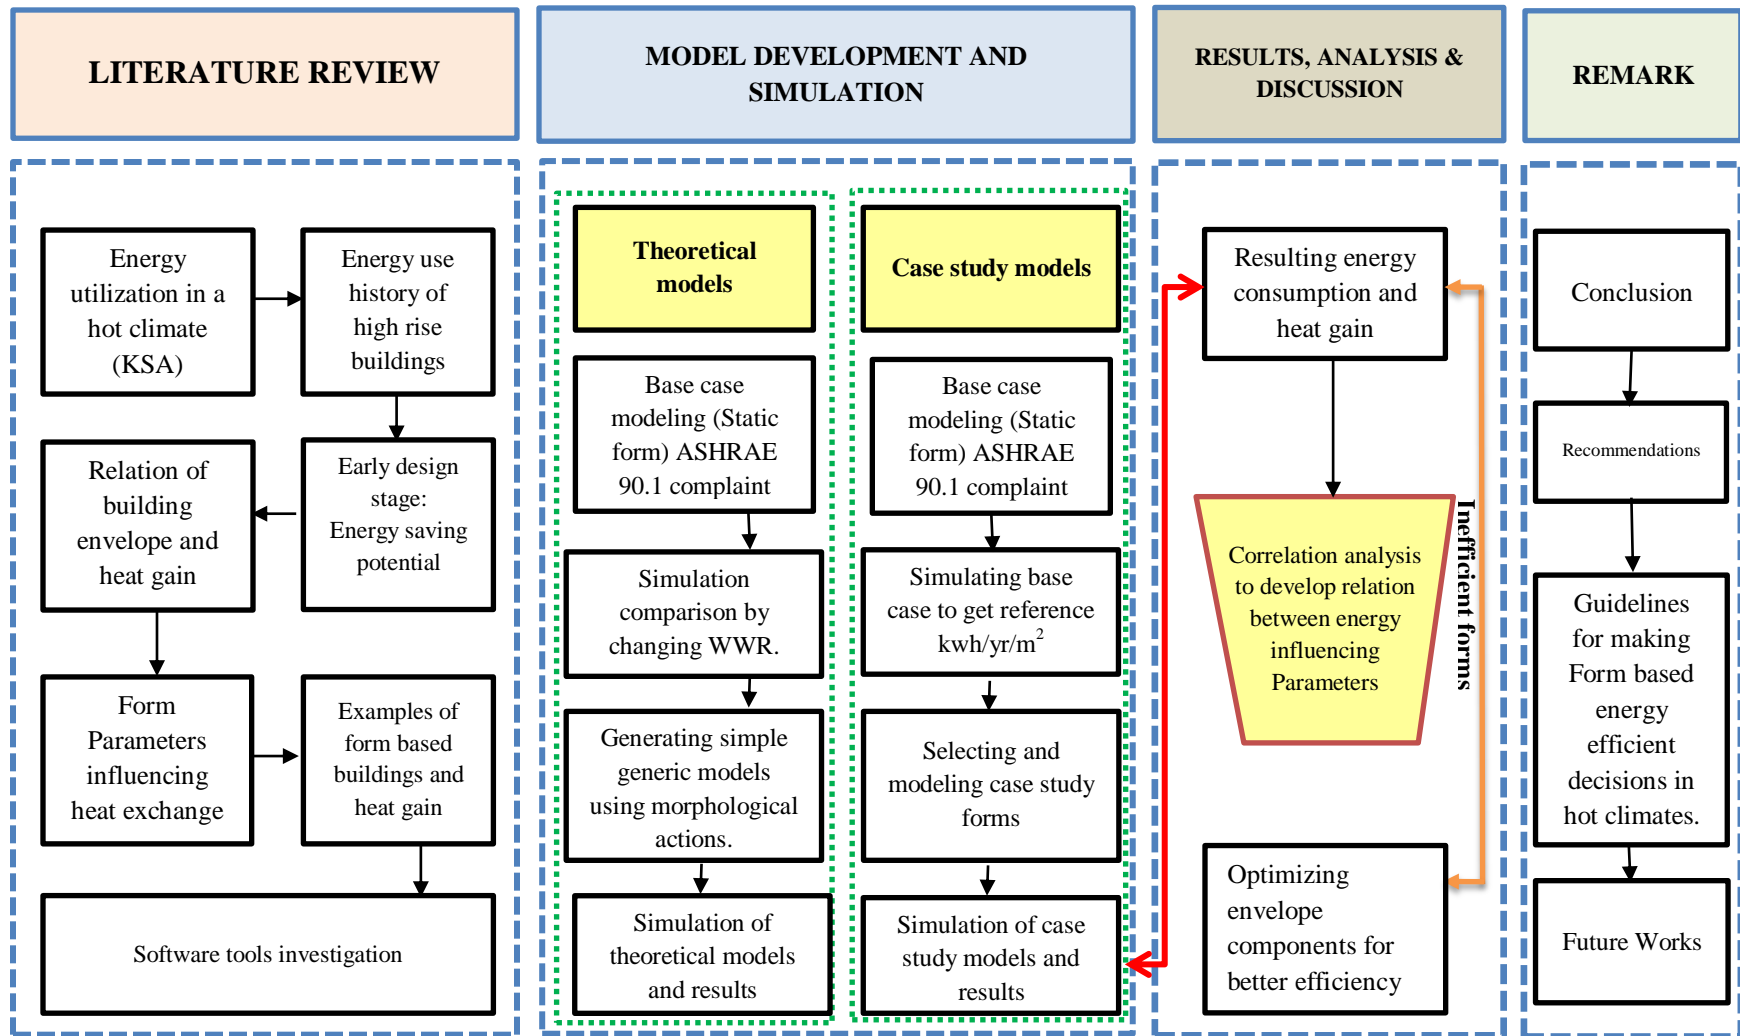 LITERATURE REVIEW
MODEL DEVELOPMENT AND
SIMULATION
RESULTS, ANALYSIS &
DISCUSSION
REMARK
Energy
utilization in a
hot climate
(KSA)
Energy use
history of
high rise
buildings
Relation of
building
envelope and
heat gain
Early design
stage:
Energy saving
potential
Form
Parameters
influencing
heat exchange
Examples of
form based
buildings and
heat gain
Software tools investigation
Theoretical
models
Base case
modeling (Static
form) ASHRAE
90.1 complaint
Simulation
comparison by
changing WWR.
Generating simple
generic models
using morphological
actions.
Simulation of
theoretical models
and results
Case study models
Base case
modeling (Static
form) ASHRAE
90.1 complaint
Simulating base
case to get reference
kwh/yr/m²
Selecting and
modeling case study
forms
Simulation of case
study models and
results
Resulting energy
consumption and
heat gain
Correlation analysis
to develop relation
between energy
influencing
Parameters
Inefficient forms
Optimizing
envelope
components for
better efficiency
Conclusion
Recommendations
Guidelines
for making
Form based
energy
efficient
decisions in
hot climates.
Future Works